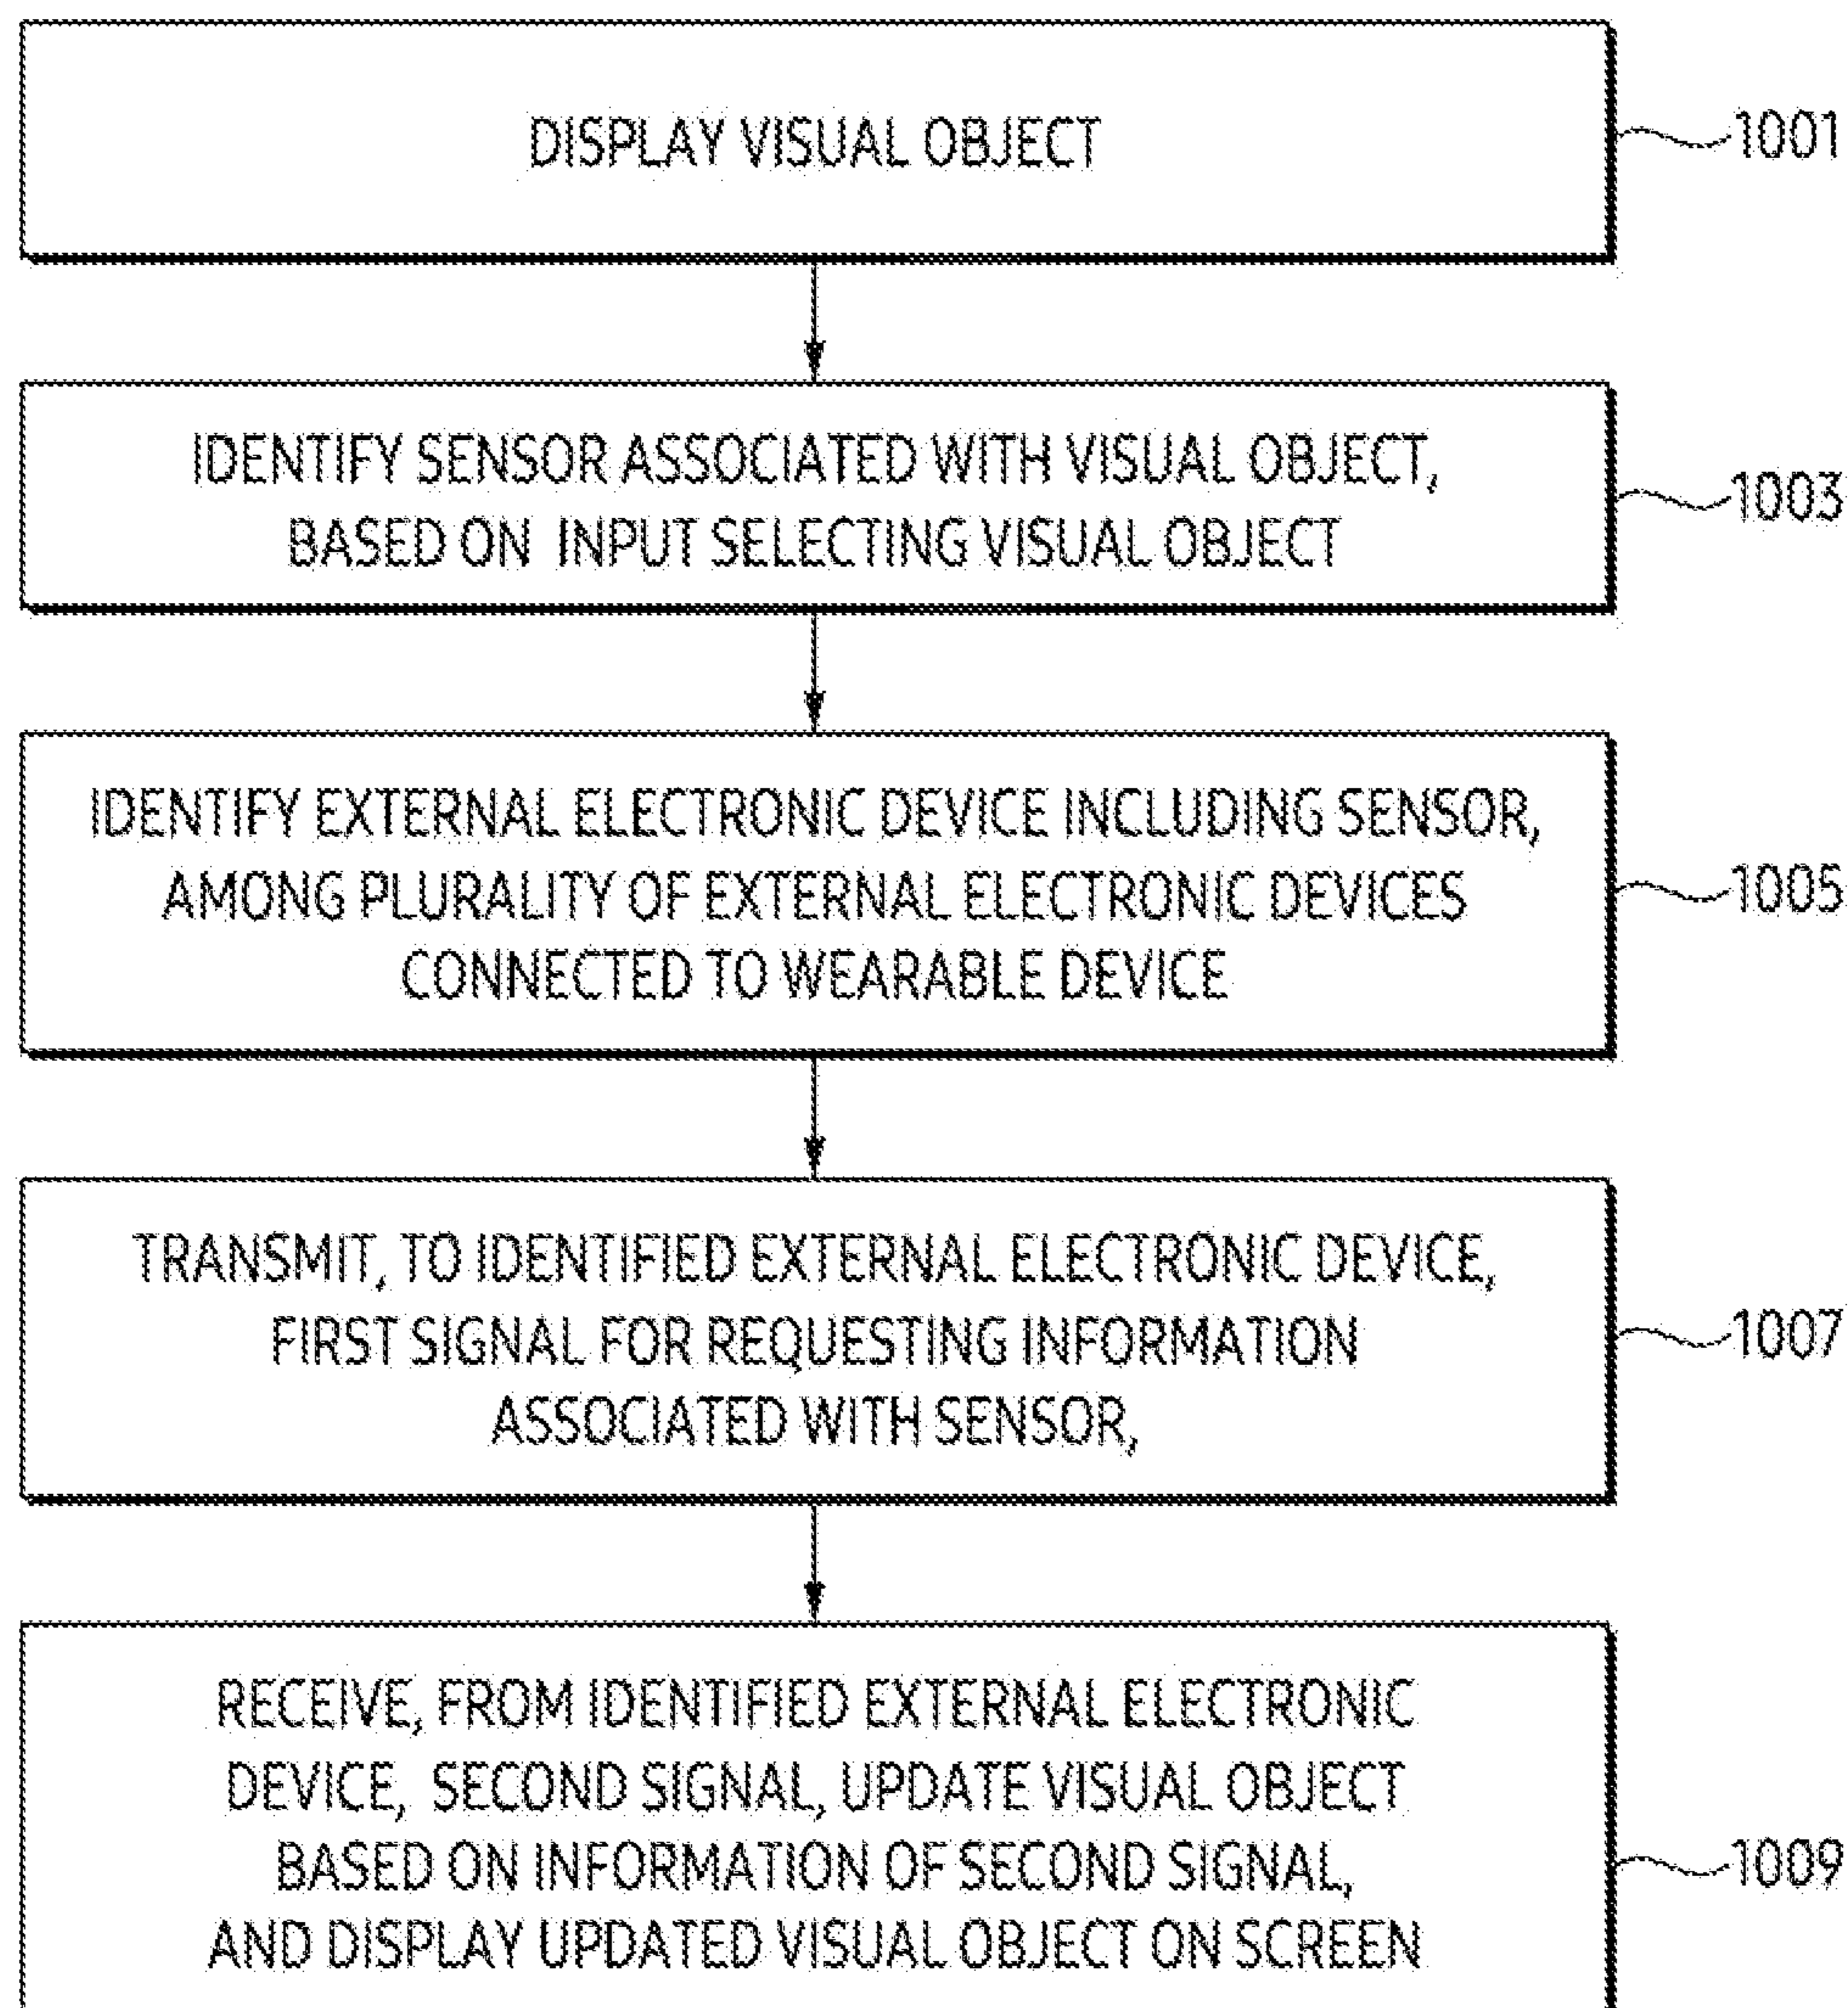 DISPLAY VISUAL OBJECT
1001
IDENTIFY SENSOR ASSOCIATED WITH VISUAL OBJECT,
BASED ON INPUT SELECTING VISUAL OBJECT
1003
IDENTIFY EXTERNAL ELECTRONIC DEVICE INCLUDING SENSOR,
AMONG PLURALITY OF EXTERNAL ELECTRONIC DEVICES
CONNECTED TO WEARABLE DEVICE
1005
TRANSMIT, TO IDENTIFIED EXTERNAL ELECTRONIC DEVICE,
FIRST SIGNAL FOR REQUESTING INFORMATION
ASSOCIATED WITH SENSOR,
1007
RECEIVE, FROM IDENTIFIED EXTERNAL ELECTRONIC
DEVICE, SECOND SIGNAL, UPDATE VISUAL OBJECT
BASED ON INFORMATION OF SECOND SIGNAL,
AND DISPLAY UPDATED VISUAL OBJECT ON SCREEN
1009